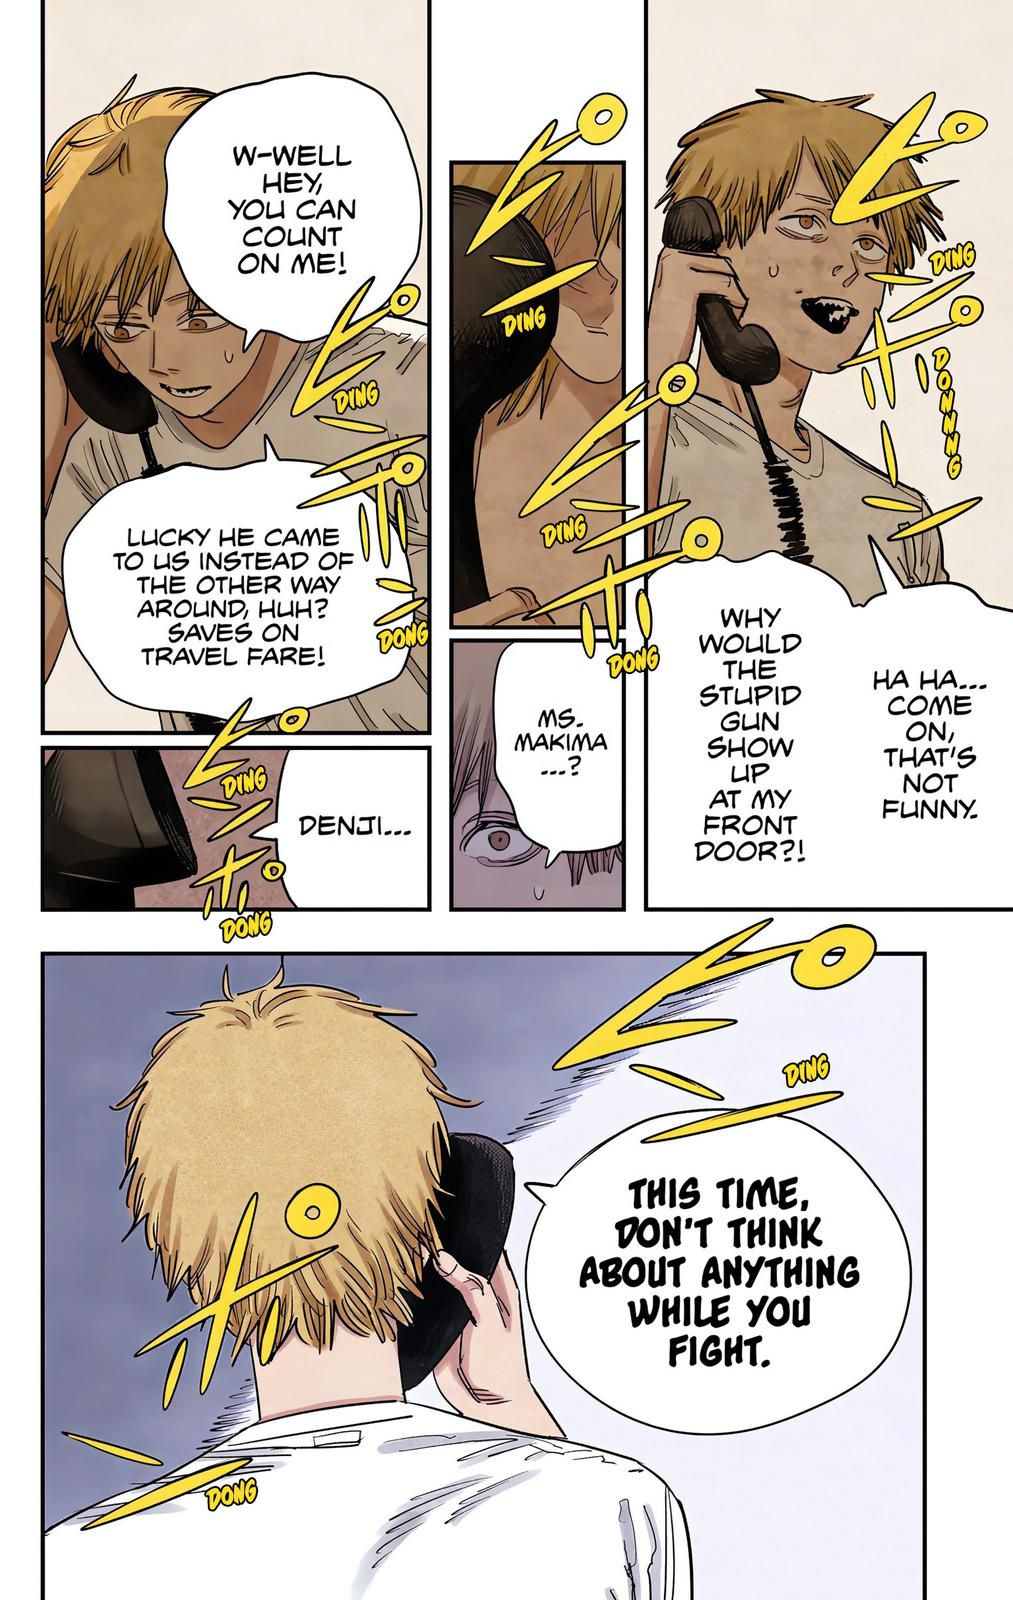 HA HA...
COME
ON,
THAT'S
NOT
FUNNY.
WHY
WOULD
THE
STUPID
GUN
SHOW
UP
AT MY
FRONT
DOOR?!
DING
DONNNG
DING
DING
DONG
MS.
MAKIMA
...?
W-WELL
HEY,
YOU CAN
COUNT
ON ME!
DING
LUCKY HE CAME
TO US INSTEAD OF
THE OTHER WAY
AROUND, HUH?
SAVES ON
TRAVEL FARE!
DONG
DING
DENJI...
DONG
DING
THIS TIME,
DON'T THINK
ABOUT ANYTHING
WHILE YOU
FIGHT.
DONG